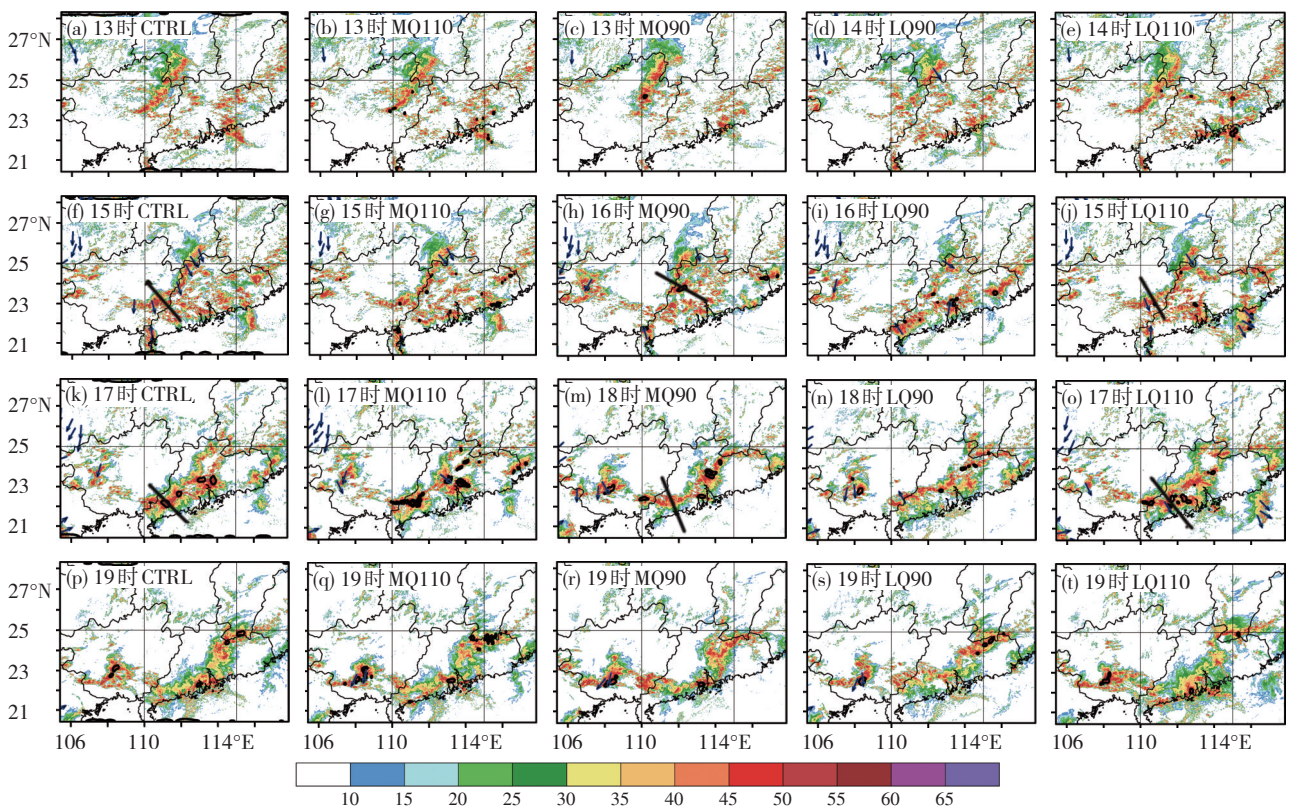 (a) 13时 CTRL
(b) 13时 MQ110
(c) 13时 MQ90
(d) 14时 LQ90
(e) 14时 LQ110
27°N
25
23
21
(f) 15时 CTRL
(g) 15时 MQ110
(h) 16时 MQ90
(i) 16时 LQ90
(j) 15时 LQ110
27°N
25
23
21
(k) 17时 CTRL
(l) 17时 MQ110
(m) 18时 MQ90
(n) 18时 LQ90
(o) 17时 LQ110
27°N
25
23
21
(p) 19时 CTRL
(q) 19时 MQ110
(r) 19时 MQ90
(s) 19时 LQ90
(t) 19时 LQ110
27°N
25
23
21
106 110 114°E 106 110 114°E 106 110 114°E 106 110 114°E 106 110 114°E
10 15 20 25 30 35 40 45 50 55 60 65